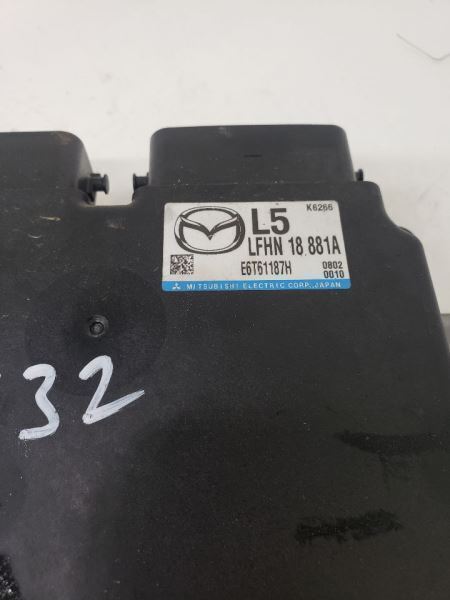 K6266
L5
LFHN 18 881A
E6T61187H 0802
0010
MITSUBISHI ELECTRIC CORP., JAPAN
32